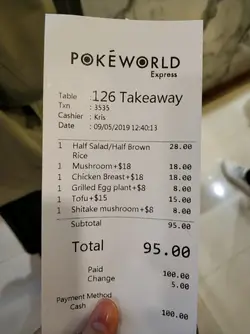 POKÉWORLD
Express
Table : 126 Takeaway
Txn : 3535
Cashier : Kris
Date : 09/05/2019 12:40:13
1 Half Salad/Half Brown 28.00
Rice
1 Mushroom+$18 18.00
1 Chicken Breast+$18 18.00
1 Grilled Egg plant+$8 8.00
1 Tofu+$15 15.00
1 Shitake mushroom+$8 8.00
Subtotal 95.00
Total 95.00
Paid 100.00
Change 5.00
Payment Method
Cash 100.00